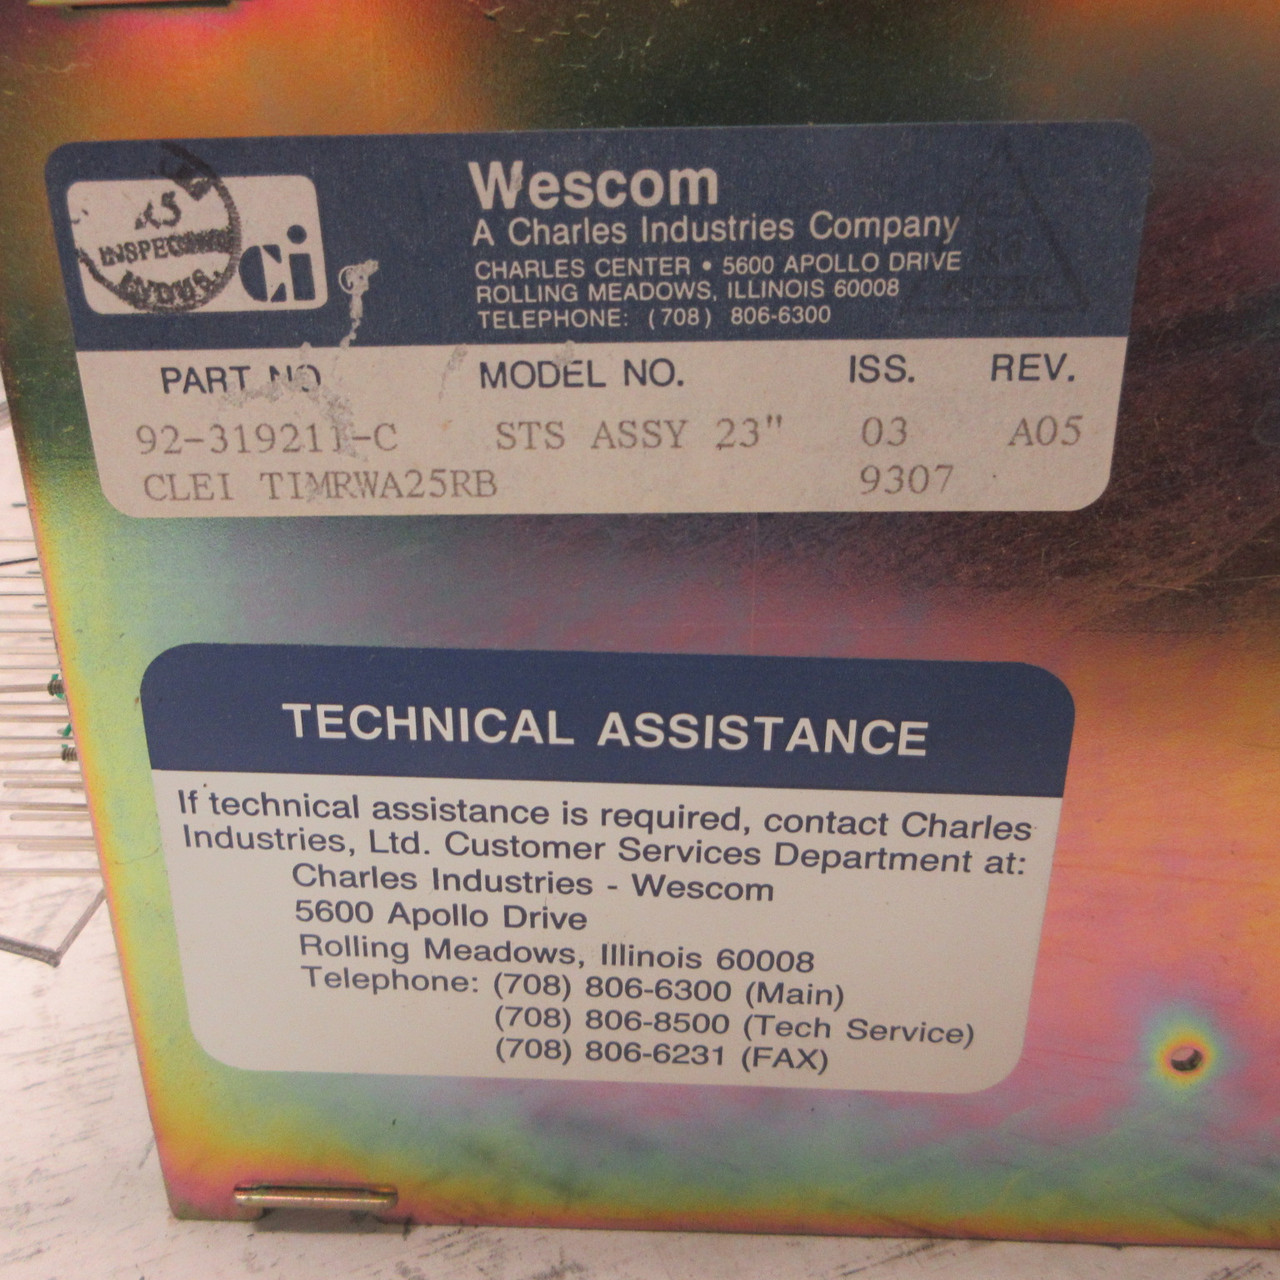 INSPECTED
INDUS.
Ci
Wescom
A Charles Industries Company
CHARLES CENTER • 5600 APOLLO DRIVE
ROLLING MEADOWS, ILLINOIS 60008
TELEPHONE: (708) 806-6300
PART NO. MODEL NO. ISS. REV.
92-319211-C STS ASSY 23" 03 A05
CLEI TIMRWA25RB 9307
TECHNICAL ASSISTANCE
If technical assistance is required, contact Charles
Industries, Ltd. Customer Services Department at:
Charles Industries - Wescom
5600 Apollo Drive
Rolling Meadows, Illinois 60008
Telephone: (708) 806-6300 (Main)
(708) 806-8500 (Tech Service)
(708) 806-6231 (FAX)